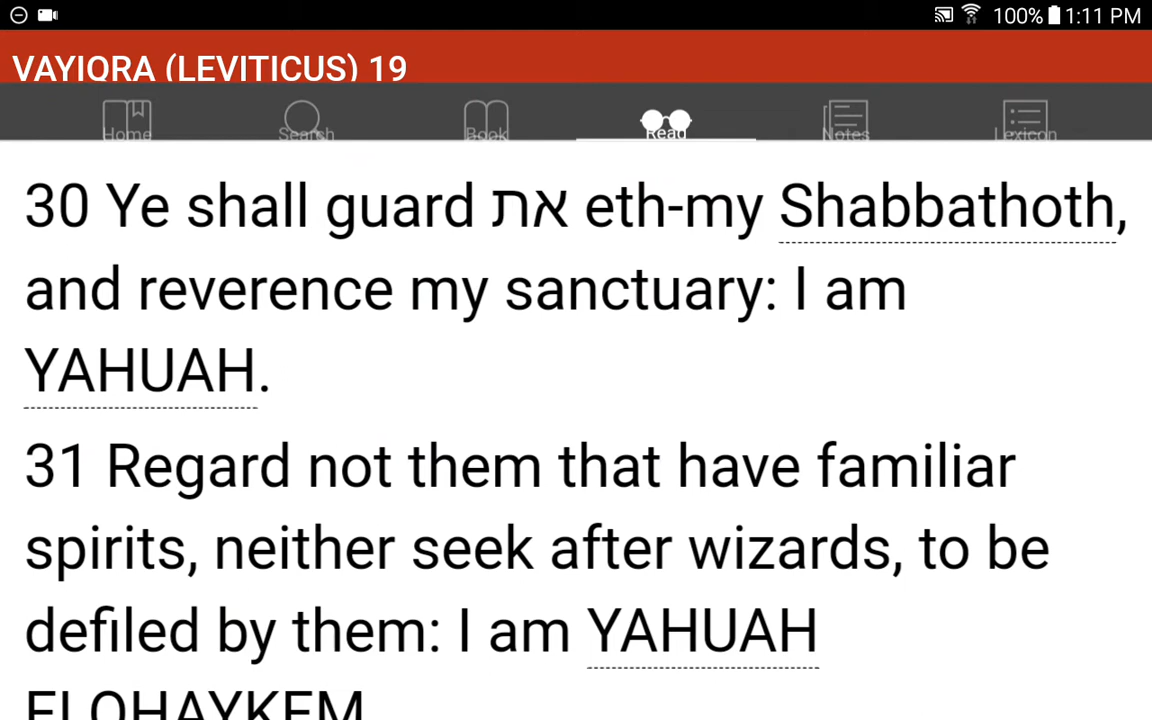 100% 1:11 PM
VAYIQRA (LEVITICUS) 19
Home Search Book Read Notes Lexicon
30 Ye shall guard את eth-my Shabbathoth,
and reverence my sanctuary: I am
YAHUAH.
31 Regard not them that have familiar
spirits, neither seek after wizards, to be
defiled by them: I am YAHUAH
ELOHAYKEM